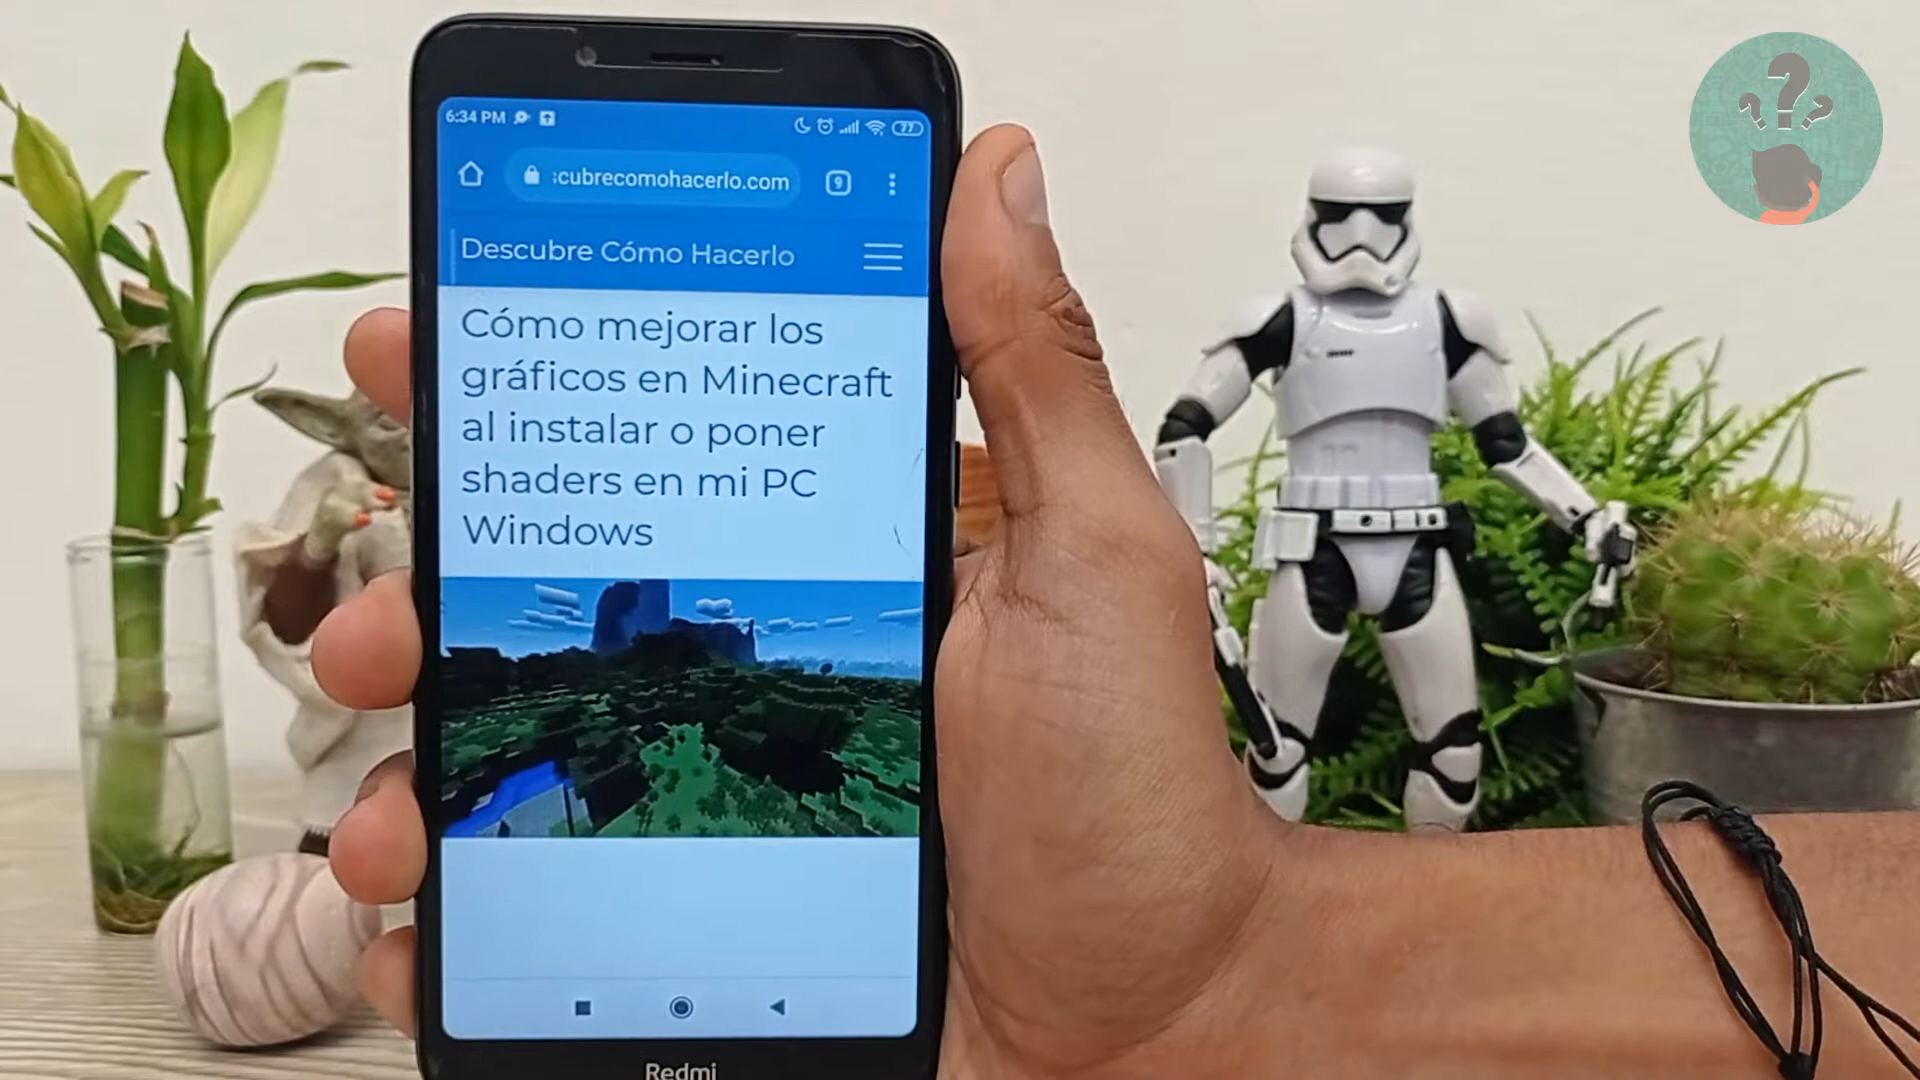 6:34 PM
77
:cubrecomohacerlo.com
9
Descubre Cómo Hacerlo
Cómo mejorar los
gráficos en Minecraft
al instalar o poner
shaders en mi PC
Windows
Redmi